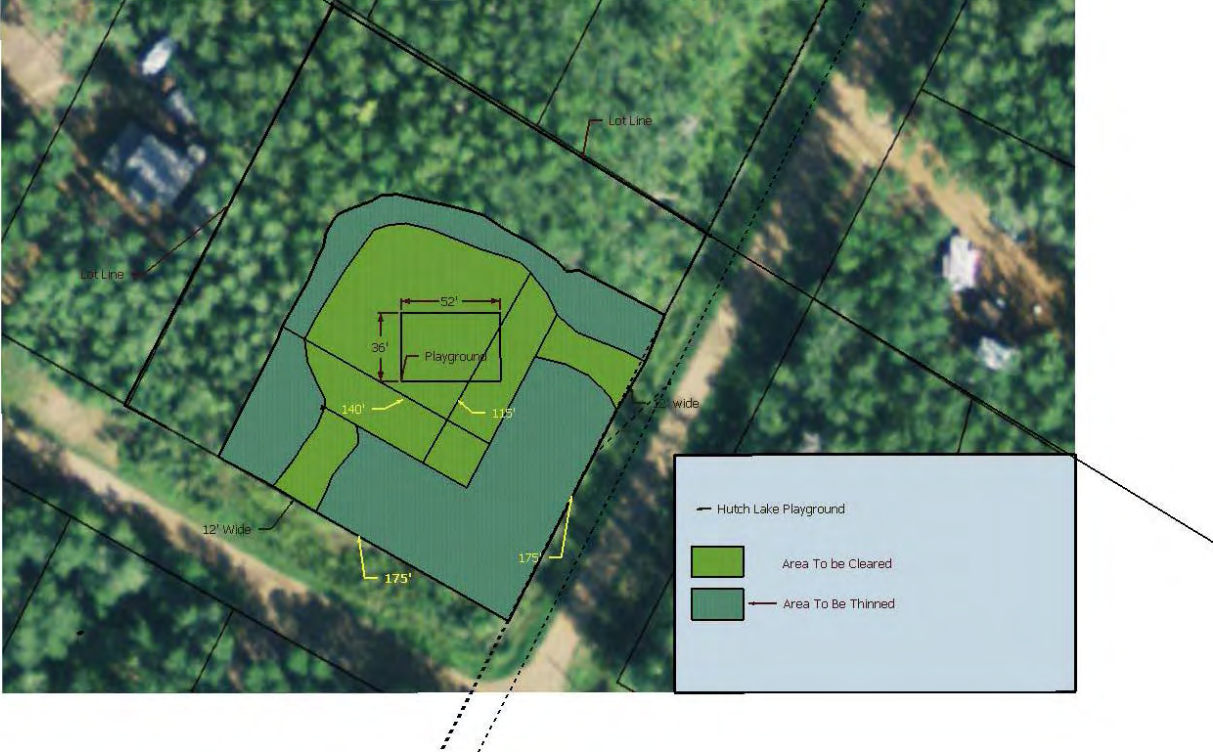 Lot Line
Lot Line
52'
36'
Playground
140'
115'
wide
12' Wide
175'
175'
Hutch Lake Playground
Area To be Cleared
Area To Be Thinned